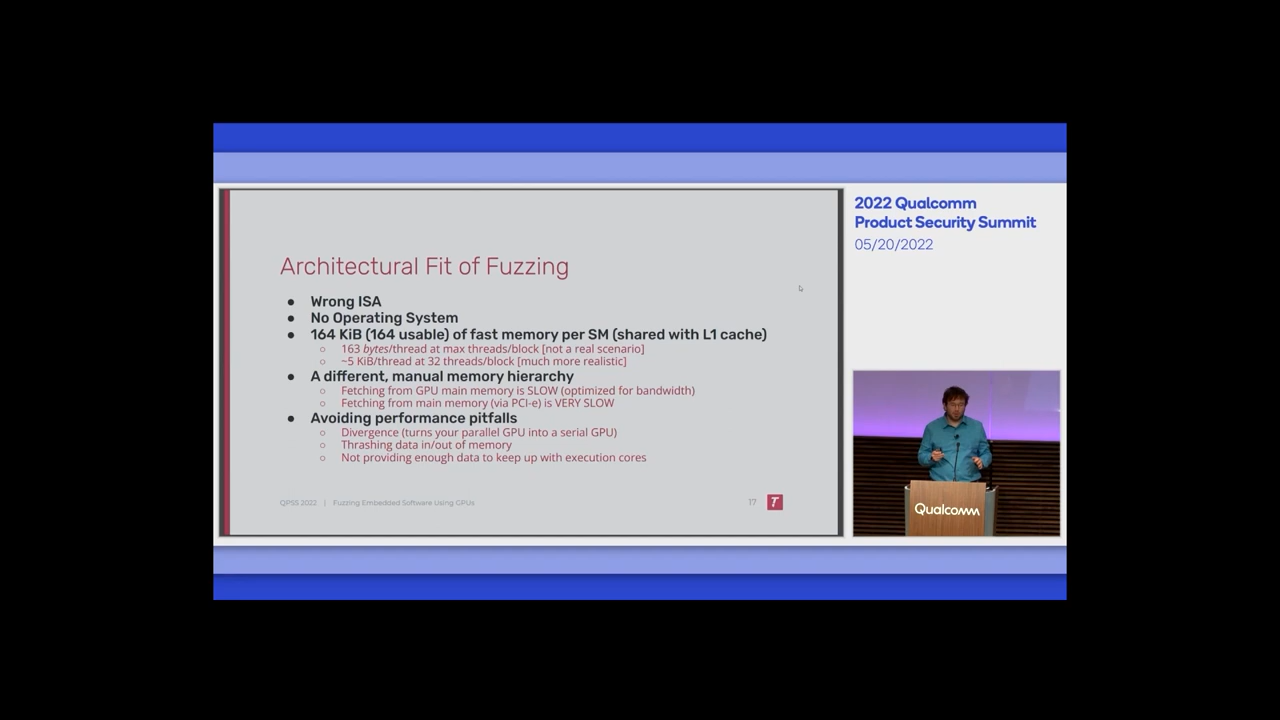 2022 Qualcomm
Product Security Summit
05/20/2022
Architectural Fit of Fuzzing
● Wrong ISA
● No Operating System
● 164 KiB (164 usable) of fast memory per SM (shared with L1 cache)
○ 163 bytes/thread at max threads/block [not a real scenario]
○ ~5 KiB/thread at 32 threads/block [much more realistic]
● A different, manual memory hierarchy
○ Fetching from GPU main memory is SLOW (optimized for bandwidth)
○ Fetching from main memory (via PCI-e) is VERY SLOW
● Avoiding performance pitfalls
○ Divergence (turns your parallel GPU into a serial GPU)
○ Thrashing data in/out of memory
○ Not providing enough data to keep up with execution cores
QPSS 2022 | Fuzzing Embedded Software Using GPUs
17
T
Qualcomm